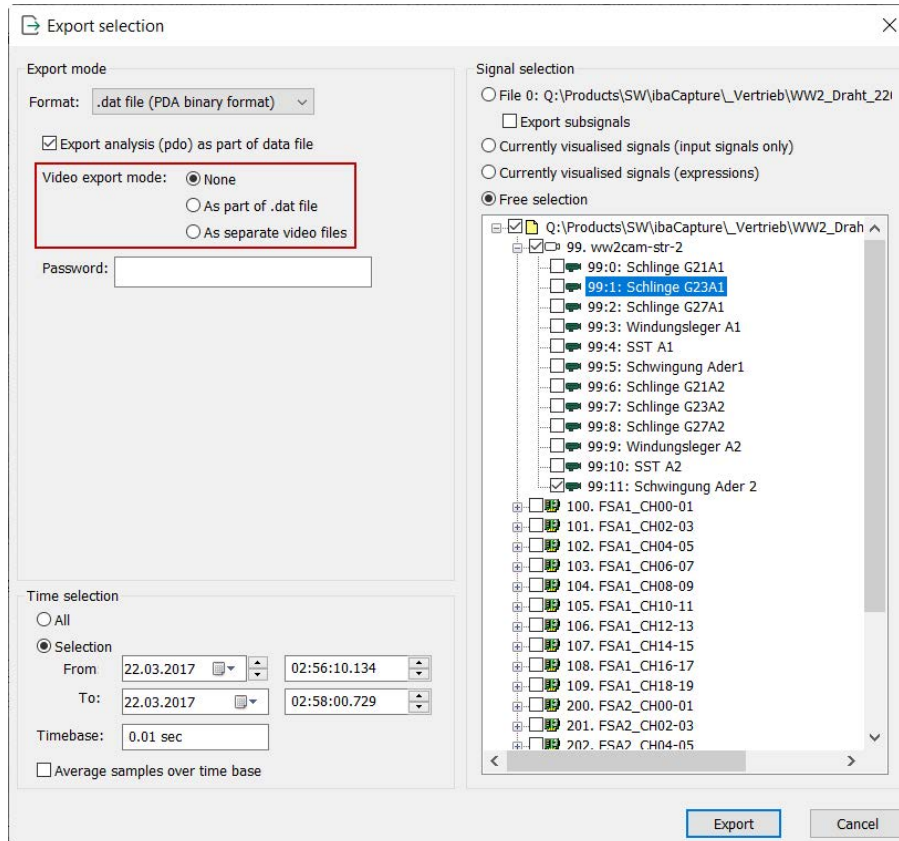 Export selection
Export mode
Format: .dat file (PDA binary format)
Export analysis (pdo) as part of data file
Video export mode: None
As part of .dat file
As separate video files
Password:
Time selection
All
Selection
From 22.03.2017 02:56:10.134
To: 22.03.2017 02:58:00.729
Timebase: 0.01 sec
Average samples over time base
Signal selection
File 0: Q:\Products\SW\ibaCapture\_Vertrieb\WW2_Draht_22
Export subsignals
Currently visualised signals (input signals only)
Currently visualised signals (expressions)
Free selection
Q:\Products\SW\ibaCapture\_Vertrieb\WW2_Drah
99. ww2cam-str-2
99:0: Schlinge G21A1
99:1: Schlinge G23A1
99:2: Schlinge G27A1
99:3: Windungsleger A1
99:4: SST A1
99:5: Schwingung Ader1
99:6: Schlinge G21A2
99:7: Schlinge G23A2
99:8: Schlinge G27A2
99:9: Windungsleger A2
99:10: SST A2
99:11: Schwingung Ader 2
100. FSA1_CH00-01
101. FSA1_CH02-03
102. FSA1_CH04-05
103. FSA1_CH06-07
104. FSA1_CH08-09
105. FSA1_CH10-11
106. FSA1_CH12-13
107. FSA1_CH14-15
108. FSA1_CH16-17
109. FSA1_CH18-19
200. FSA2_CH00-01
201. FSA2_CH02-03
202. FSA2_CH04-05
Export
Cancel